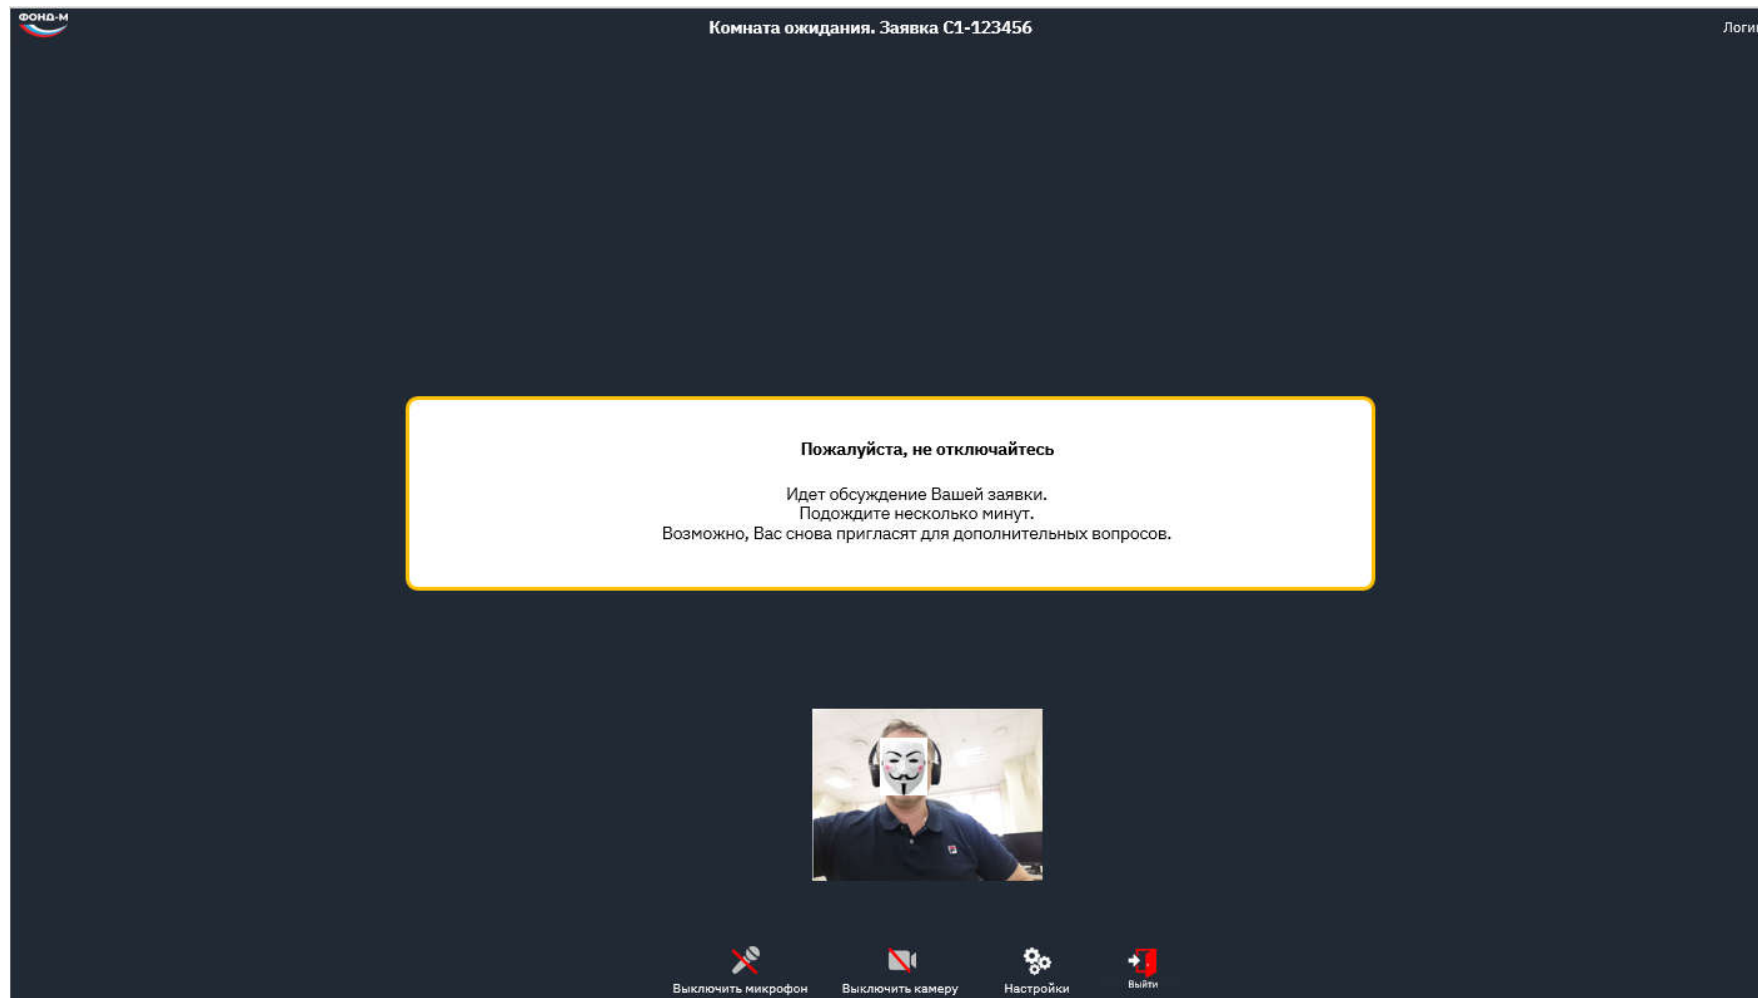 ФОНД-М
Комната ожидания. Заявка С1-123456
Логин
Пожалуйста, не отключайтесь
Идет обсуждение Вашей заявки.
Подождите несколько минут.
Возможно, Вас снова пригласят для дополнительных вопросов.
Выключить микрофон
Выключить камеру
Настройки
Выйти